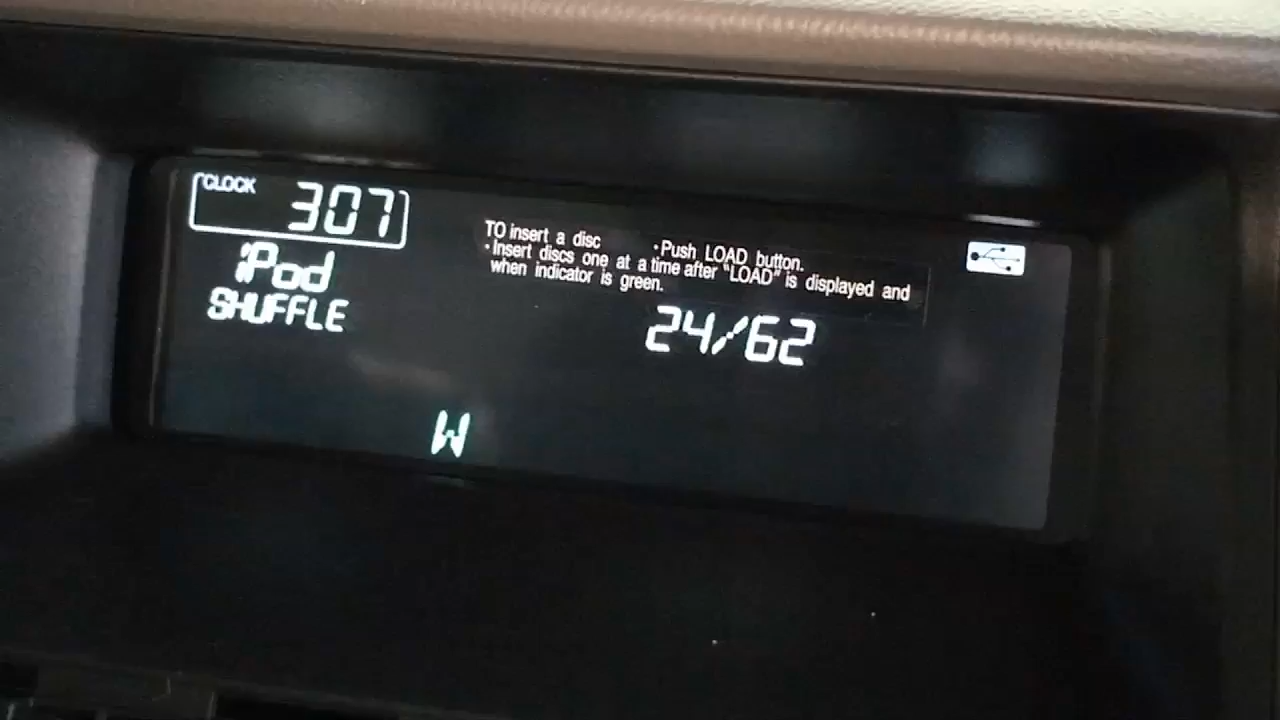 CLOCK 307
iPod
SHUFFLE
TO insert a disc •Push LOAD button.
•Insert discs one at a time after "LOAD" is displayed and
when indicator is green.
24/62
W